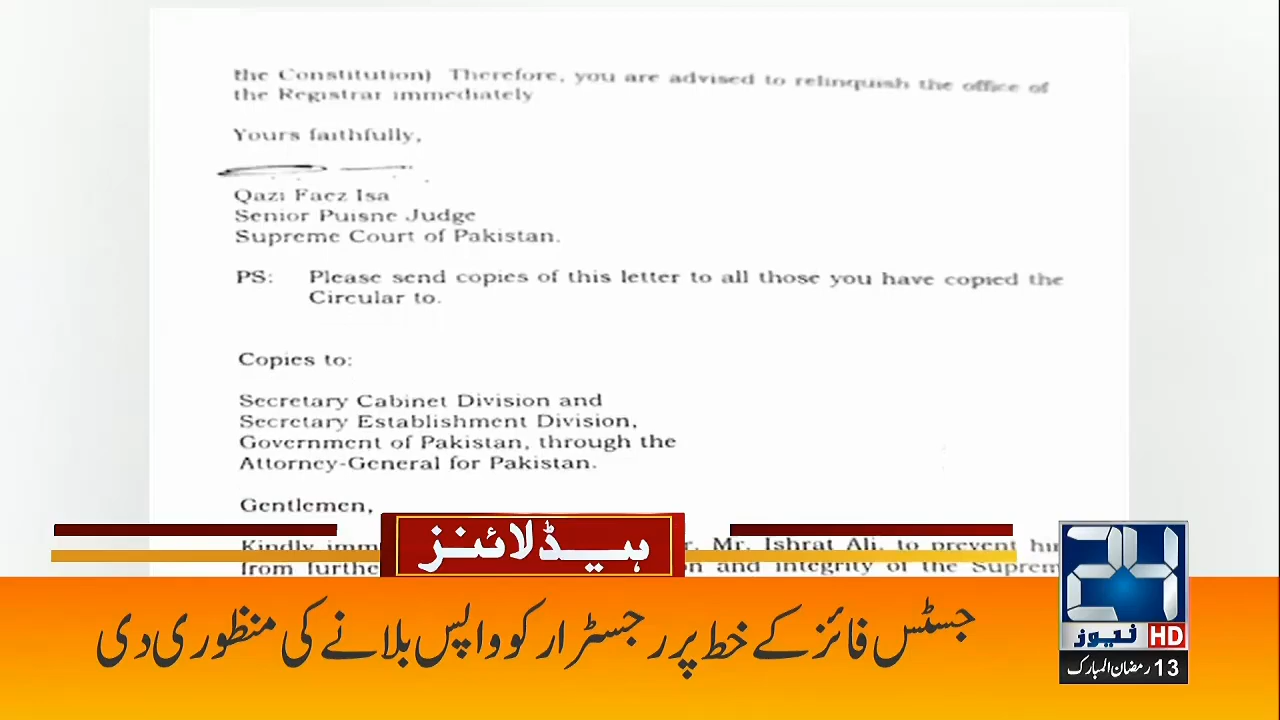 the Constitution) Therefore, you are advised to relinquish the office of
the Registrar immediately
Yours faithfully,
Qazi Faez Isa
Senior Puisne Judge
Supreme Court of Pakistan.
PS: Please send copies of this letter to all those you have copied the
Circular to.
Copies to:
Secretary Cabinet Division and
Secretary Establishment Division,
Government of Pakistan, through the
Attorney-General for Pakistan.
Gentlemen,
Kindly Mr. Ishrat Ali, to prevent
from and integrity of the
ہیڈلائنز
جسٹس فائز کے خط پر رجسٹرار کو واپس بلانے کی منظوری دی
24
نیوز HD
13 رمضان المبارک